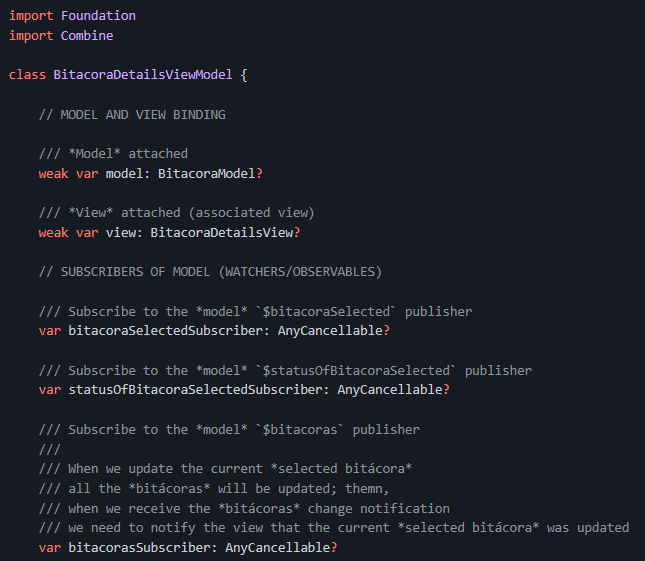 import Foundation
import Combine
class BitacoraDetailsViewModel {
// MODEL AND VIEW BINDING
/// *Model* attached
weak var model: BitacoraModel?
/// *View* attached (associated view)
weak var view: BitacoraDetailsView?
// SUBSCRIBERS OF MODEL (WATCHERS/OBSERVABLES)
/// Subscribe to the *model* `$bitacoraSelected` publisher
var bitacoraSelectedSubscriber: AnyCancellable?
/// Subscribe to the *model* `$statusOfBitacoraSelected` publisher
var statusOfBitacoraSelectedSubscriber: AnyCancellable?
/// Subscribe to the *model* `$bitacoras` publisher
///
/// When we update the current *selected bitácora*
/// all the *bitácoras* will be updated; themn,
/// when we receive the *bitácoras* change notification
/// we need to notify the view that the current *selected bitácora* was updated
var bitacorasSubscriber: AnyCancellable?